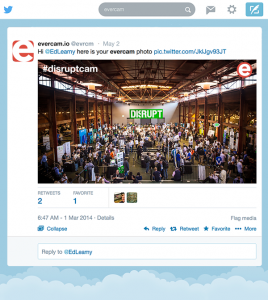 evercam
evercam.io @evrcm · May 2
Hi @EdLeamy here is your evercam photo pic.twitter.com/JkUgv93JT
#disruptcam
DISRUPT
RETWEETS FAVORITE
2 1
6:47 AM - 1 Mar 2014 · Details Flag media
Collapse Reply Retweet Favorite More
Reply to @EdLeamy